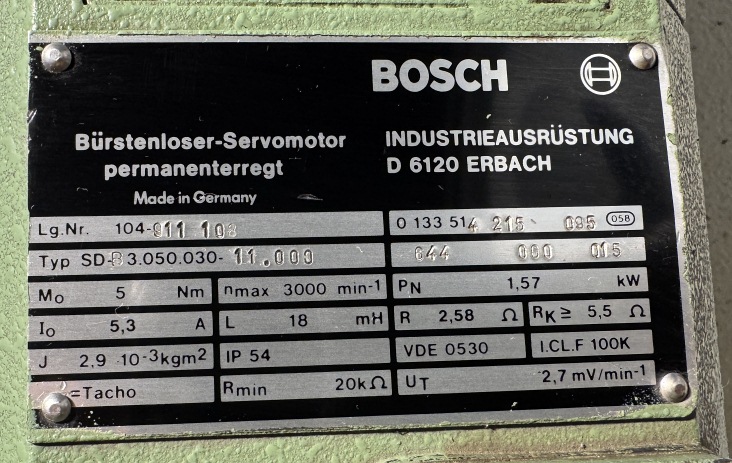 BOSCH
Bürstenloser-Servomotor
permanenterregt
Made in Germany
INDUSTRIEAUSRÜSTUNG
D 6120 ERBACH
Lg.Nr. 104-911 108
0 133 514 215 095 058
Typ SD-B3.050.030-11.000
644 000 015
M₀ 5 Nm
nmax 3000 min-1
PN 1,57 kW
I₀ 5,3 A
L 18 mH
R 2,58 Ω
RK≧ 5,5 Ω
J 2,9 10-3kgm2
IP 54
VDE 0530
I.CL.F 100K
=Tacho
Rmin 20kΩ
UT 2,7 mV/min-1